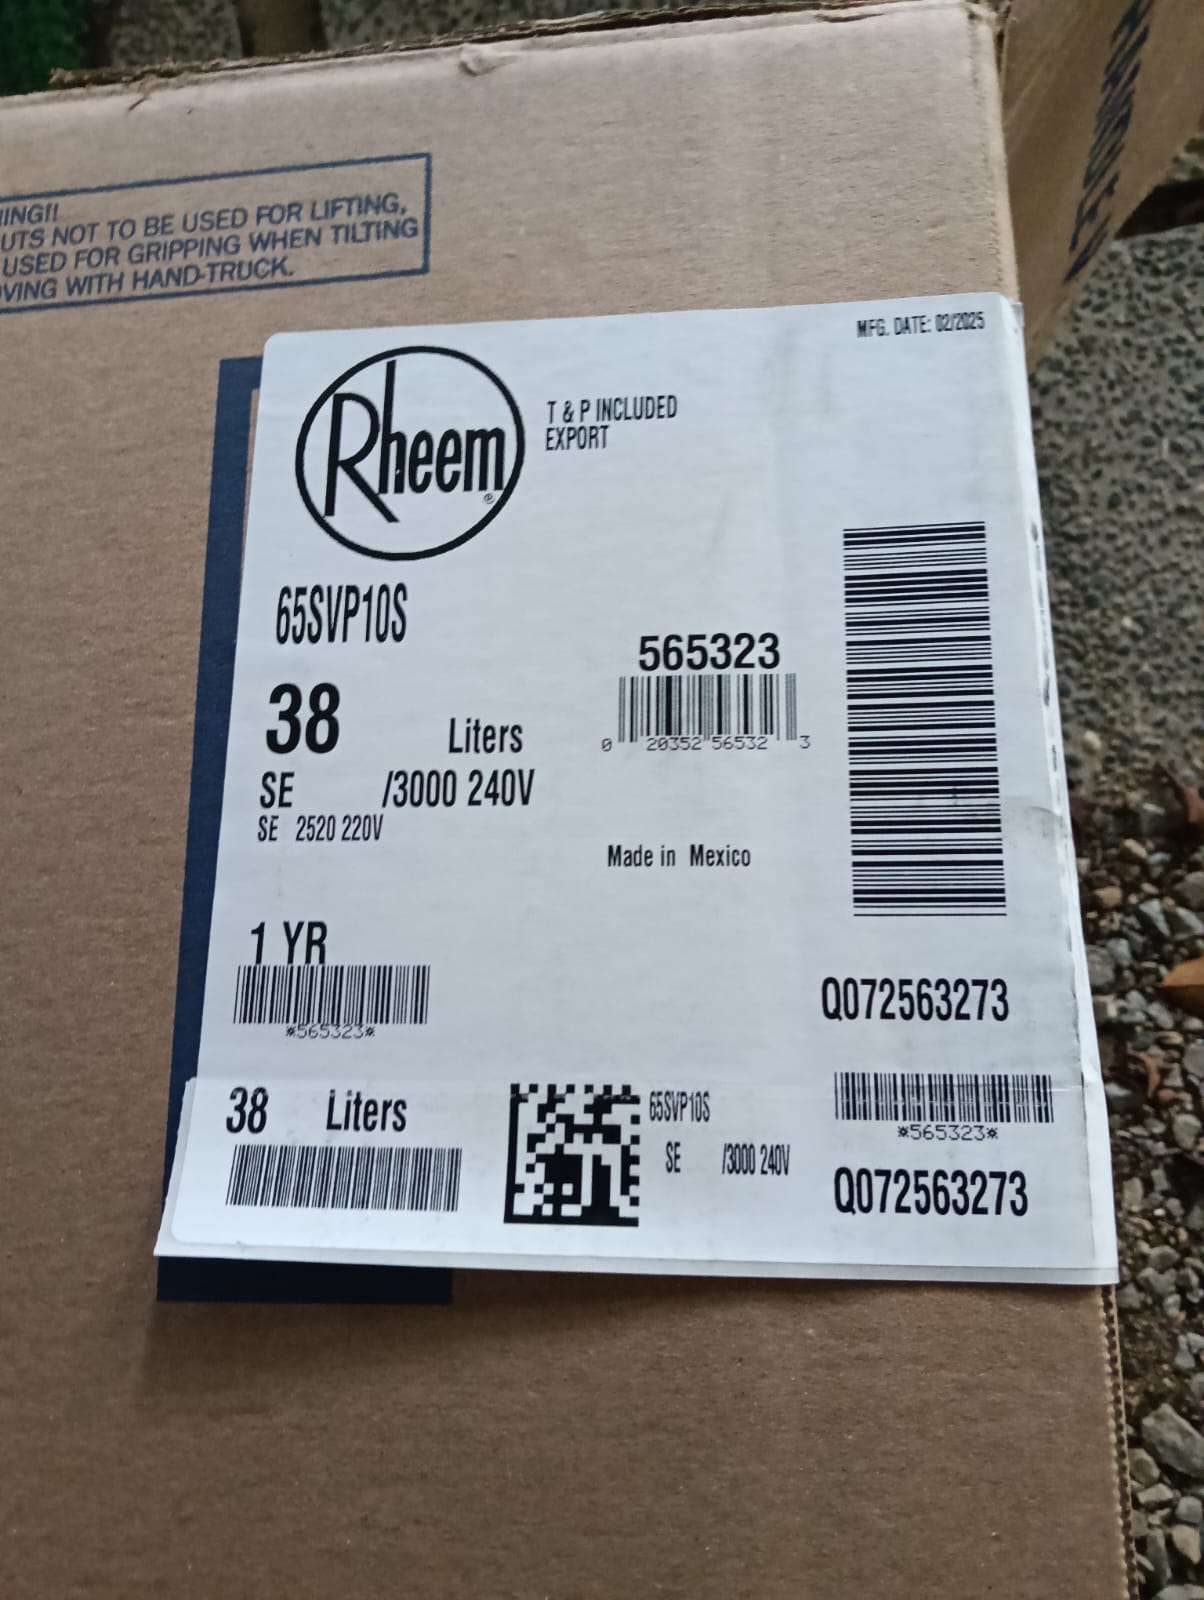 ING!!
UTS NOT TO BE USED FOR LIFTING,
USED FOR GRIPPING WHEN TILTING
VING WITH HAND-TRUCK.
MFG. DATE: 02/2025
Rheem®
T & P INCLUDED
EXPORT
65SVP10S
565323
38 Liters
0 20352 56532 3
SE /3000 240V
SE 2520 220V
Made in Mexico
1 YR
*565323*
Q072563273
38 Liters
65SVP10S
SE /3000 240V
*565323*
Q072563273